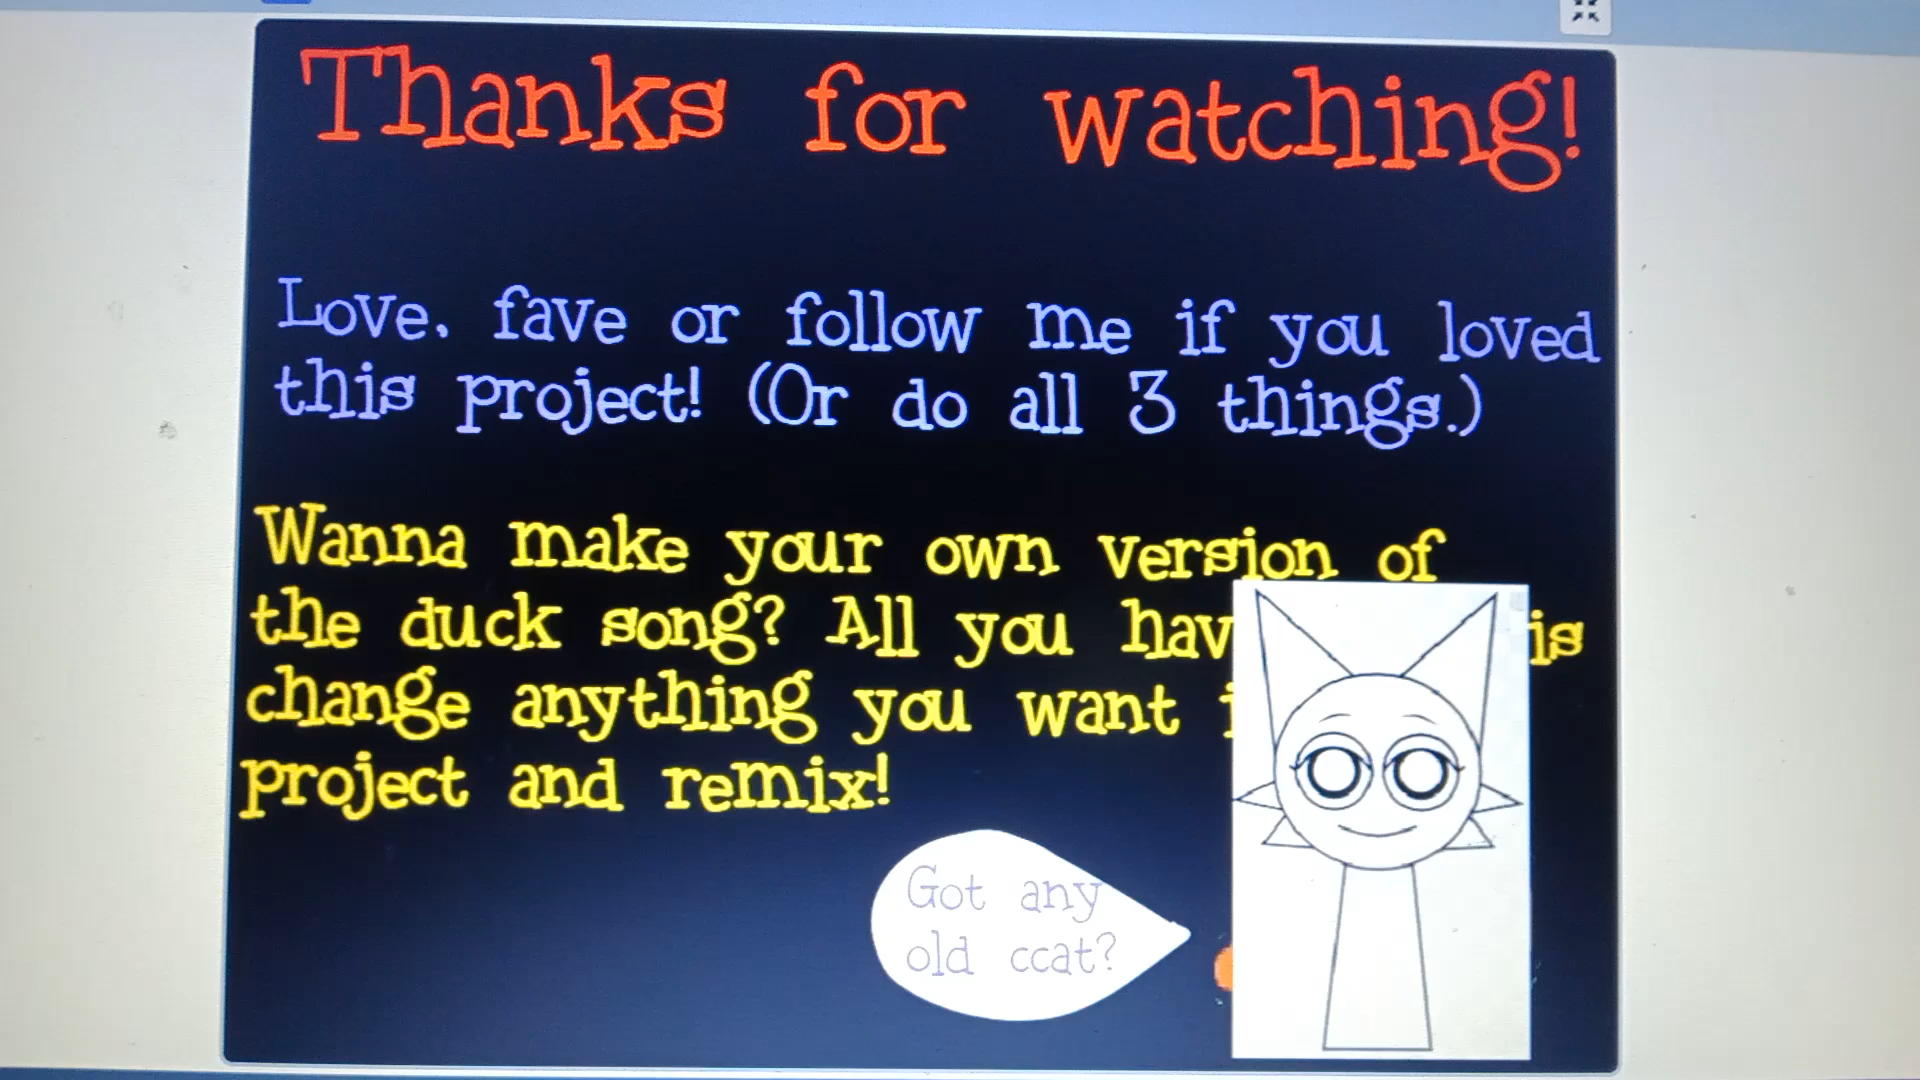 Thanks for watching!
Love, fave or follow me if you loved
this project! (Or do all 3 things.)
Wanna make your own version of
the duck song? All you hav is
change anything you want i
project and remix!
Got any
old ccat?